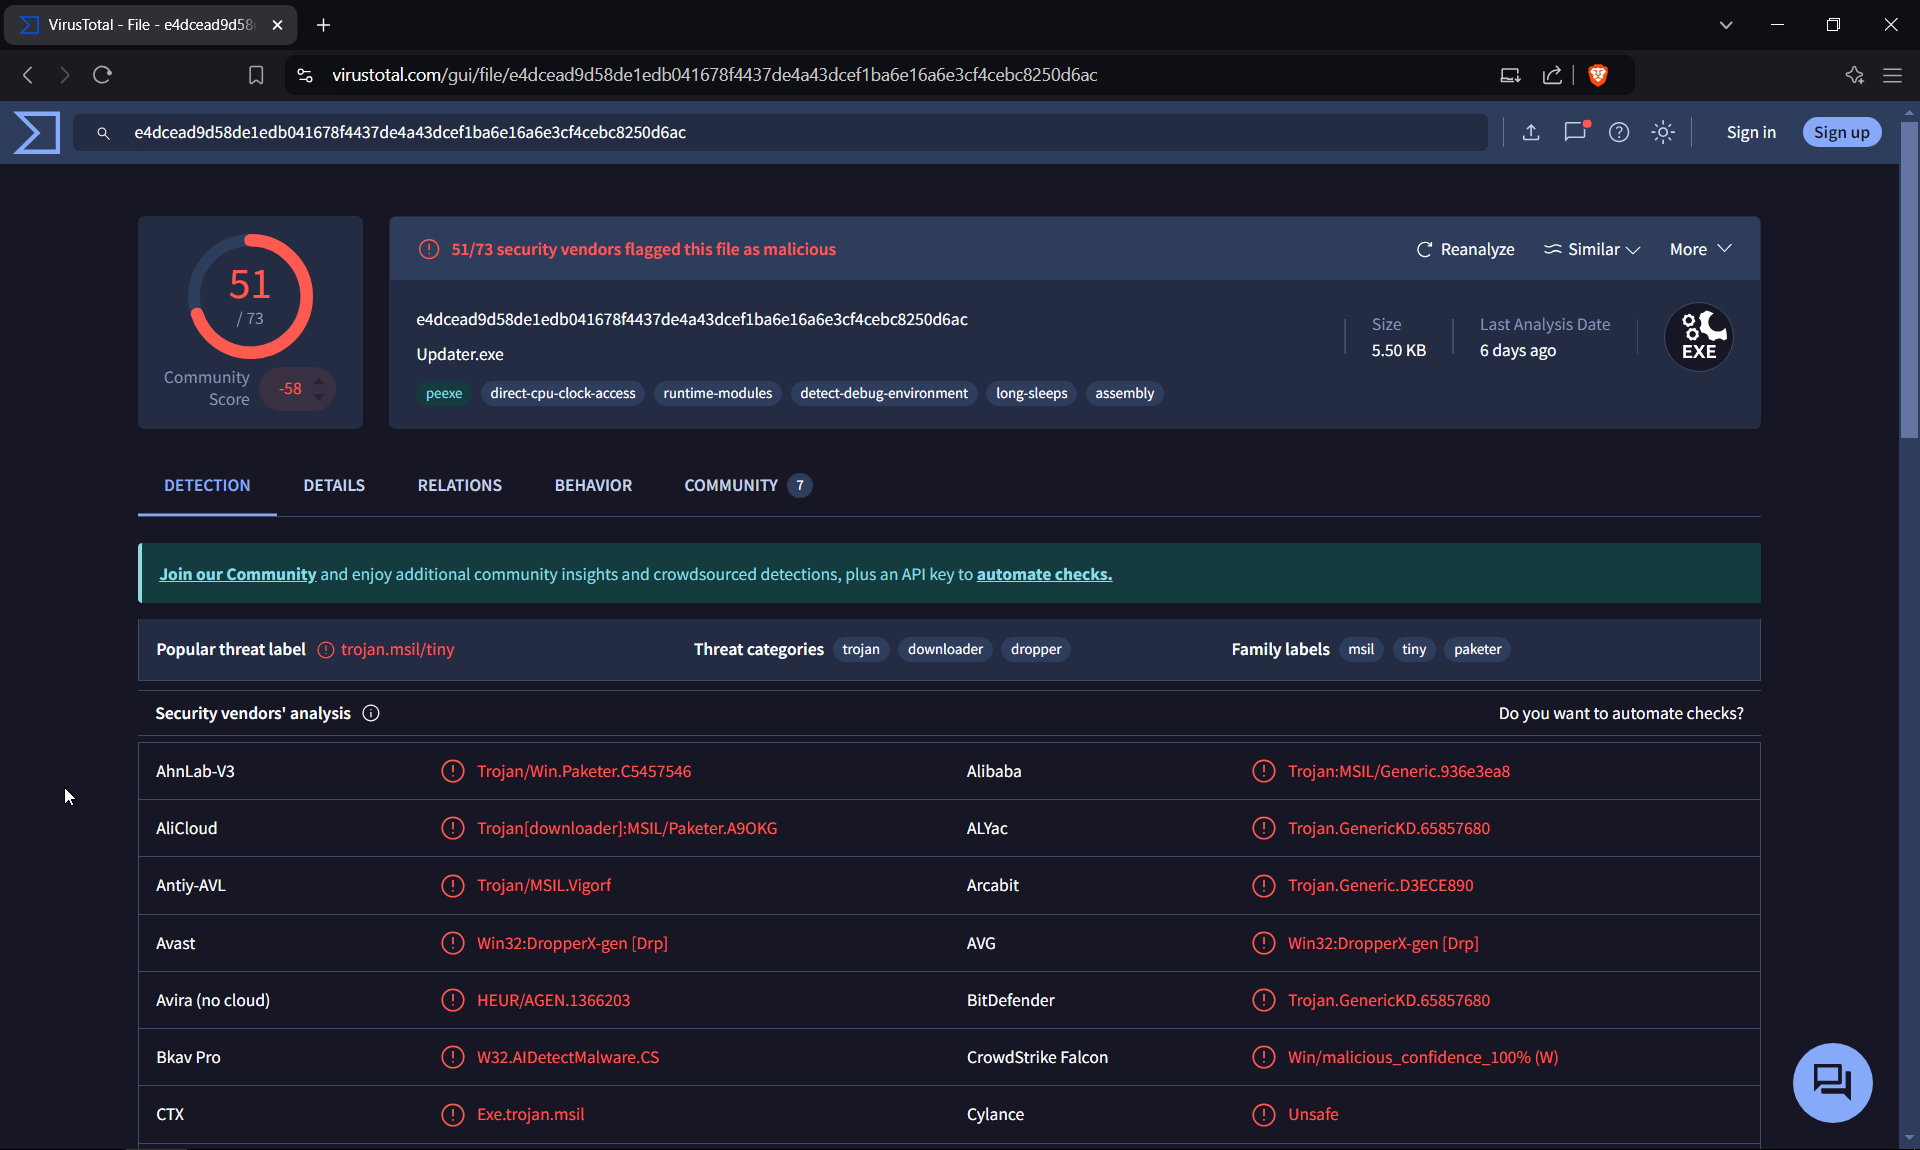 VirusTotal - File - e4dcead9d58
virustotal.com/gui/file/e4dcead9d58de1edb041678f4437de4a43dcef1ba6e16a6e3cf4cebc8250d6ac
e4dcead9d58de1edb041678f4437de4a43dcef1ba6e16a6e3cf4cebc8250d6ac
Sign in
Sign up
51
/ 73
Community
Score
-58
51/73 security vendors flagged this file as malicious
Reanalyze
Similar
More
e4dcead9d58de1edb041678f4437de4a43dcef1ba6e16a6e3cf4cebc8250d6ac
Updater.exe
peexe direct-cpu-clock-access runtime-modules detect-debug-environment long-sleeps assembly
Size
5.50 KB
Last Analysis Date
6 days ago
EXE
DETECTION DETAILS RELATIONS BEHAVIOR COMMUNITY 7
Join our Community and enjoy additional community insights and crowdsourced detections, plus an API key to automate checks.
Popular threat label trojan.msil/tiny Threat categories trojan downloader dropper Family labels msil tiny paketer
Security vendors' analysis Do you want to automate checks?
AhnLab-V3 Trojan/Win.Paketer.C5457546 Alibaba Trojan:MSIL/Generic.936e3ea8
AliCloud Trojan[downloader]:MSIL/Paketer.A9OKG ALYac Trojan.GenericKD.65857680
Antiy-AVL Trojan/MSIL.Vigorf Arcabit Trojan.Generic.D3ECE890
Avast Win32:DropperX-gen [Drp] AVG Win32:DropperX-gen [Drp]
Avira (no cloud) HEUR/AGEN.1366203 BitDefender Trojan.GenericKD.65857680
Bkav Pro W32.AIDetectMalware.CS CrowdStrike Falcon Win/malicious_confidence_100% (W)
CTX Exe.trojan.msil Cylance Unsafe